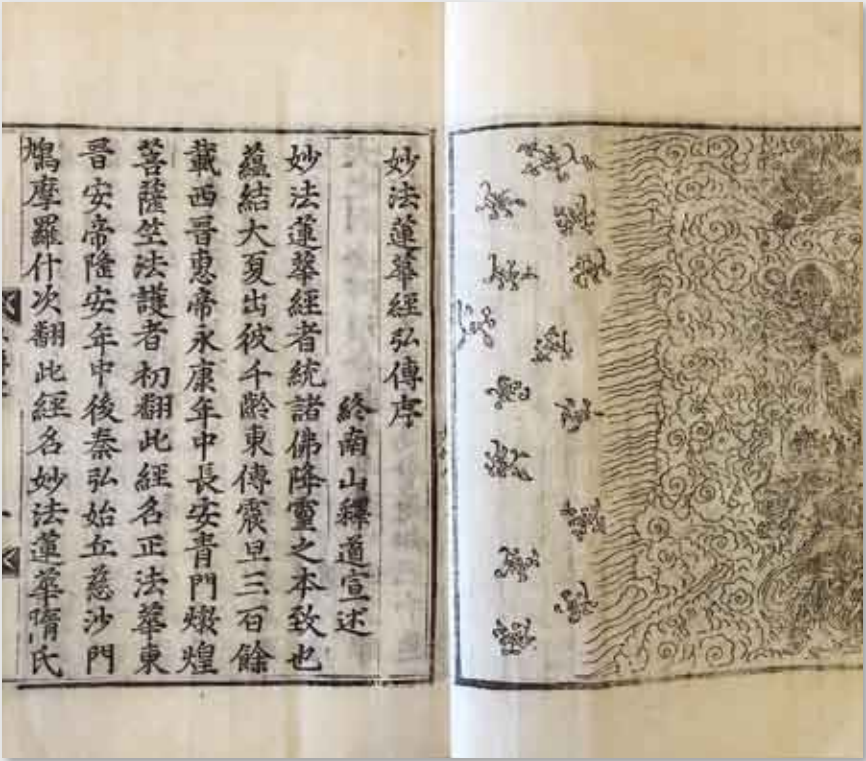 妙法蓮華經弘傳序
終南山釋道宣述
妙法蓮華經者統諸佛降靈之本致也
蘊結大夏出彼千齡東傳震旦三百餘
載西晉惠帝永康年中長安青門燉煌
菩薩竺法護者初翻此經名正法華東
晉安帝隆安年中後秦弘始五慈沙門
鳩摩羅什次翻此經名妙法蓮華隋氏